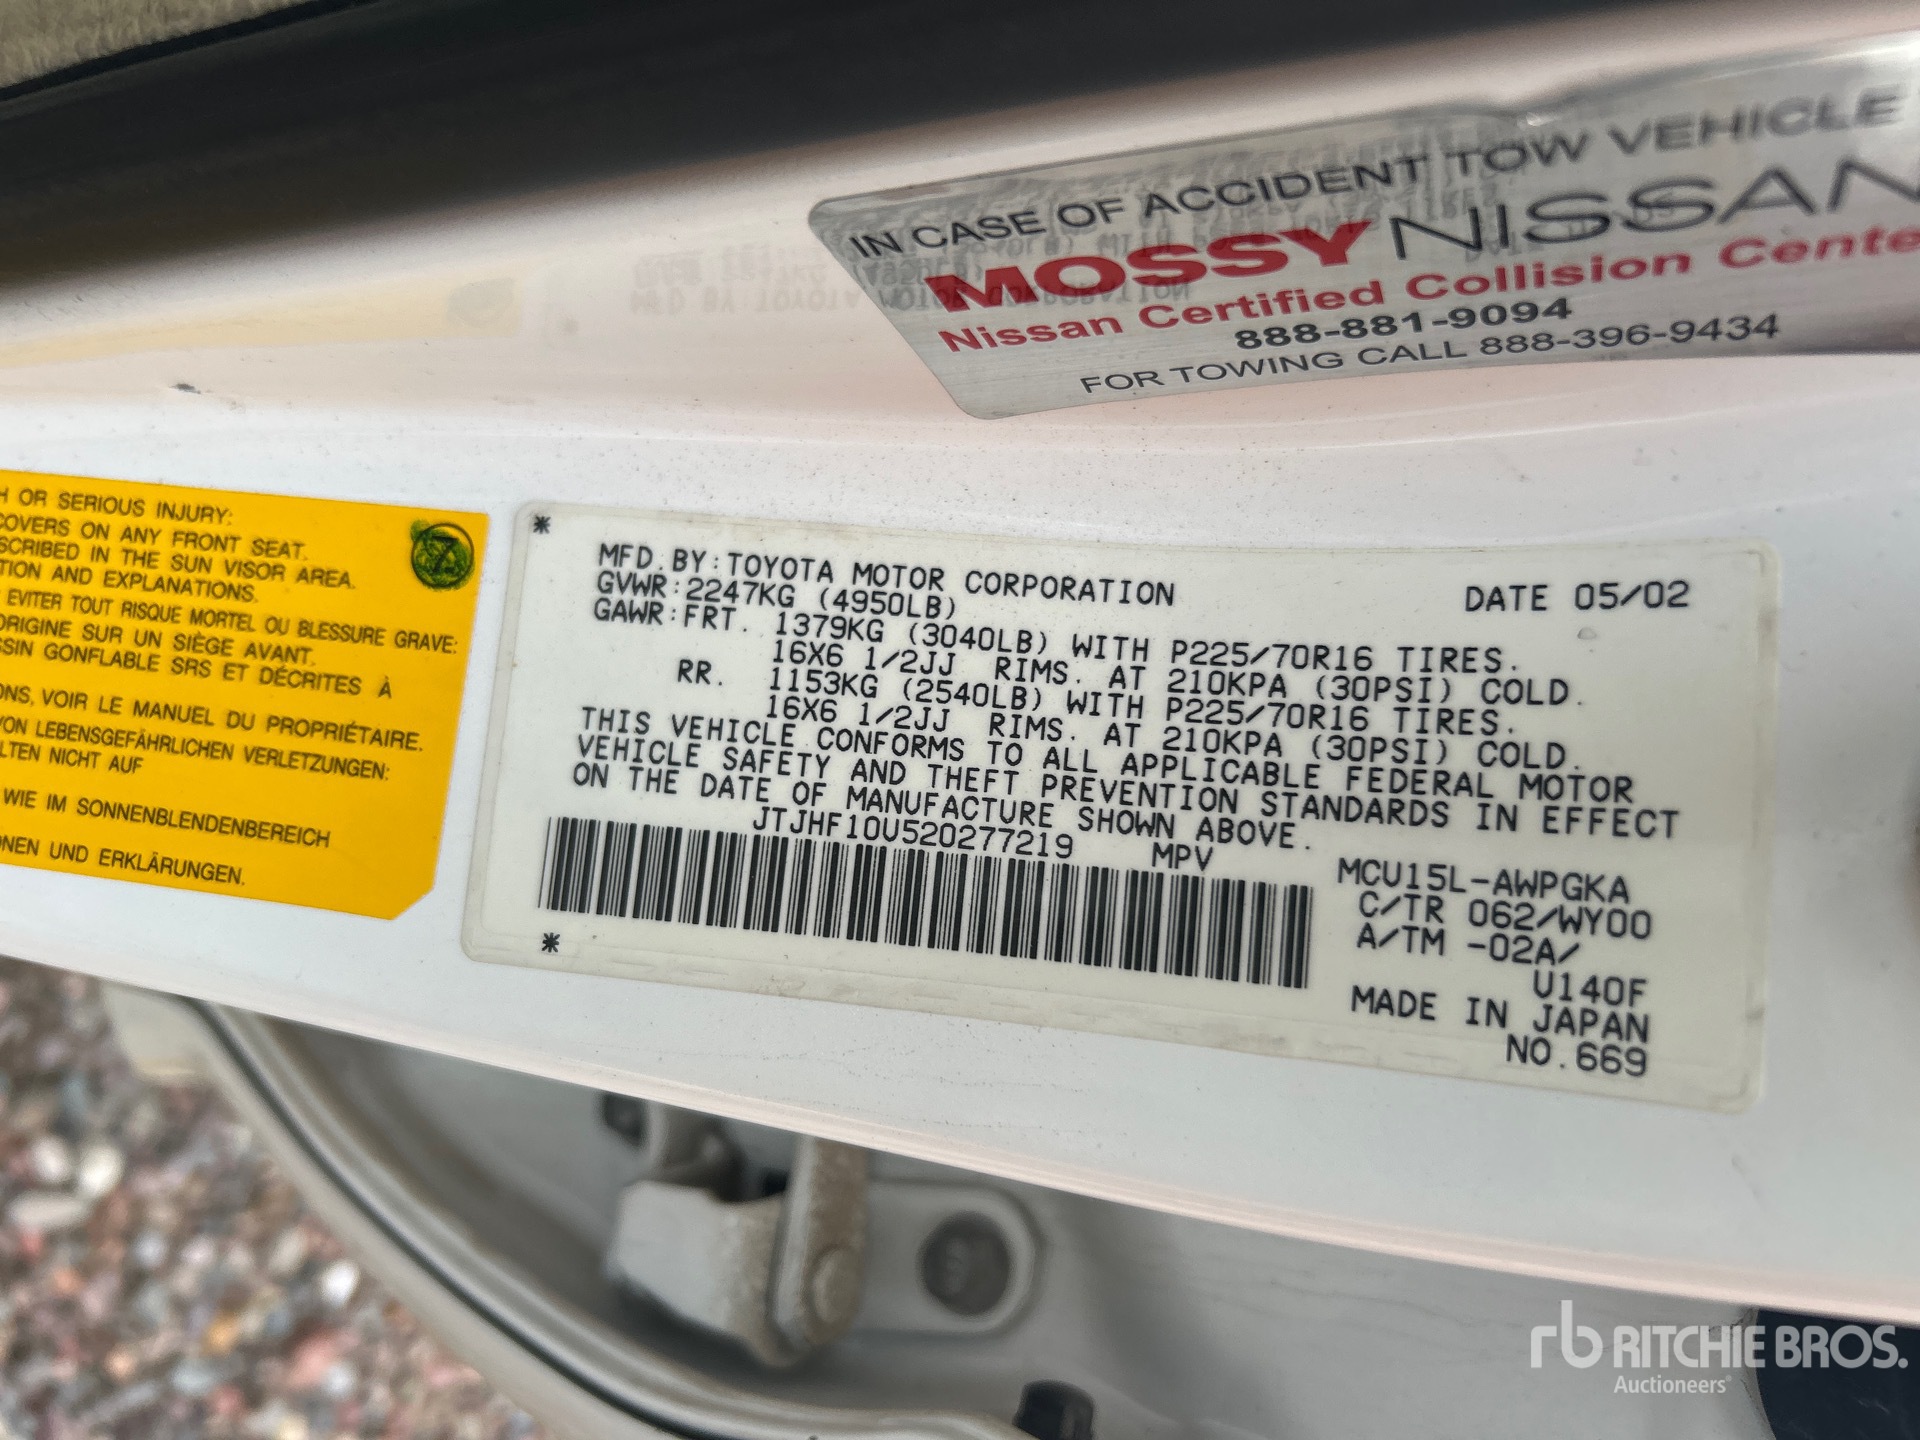 IN CASE OF ACCIDENT TOW VEHICLE
MOSSY NISSAN
Nissan Certified Collision Cente
888-881-9094
FOR TOWING CALL 888-396-9434
H OR SERIOUS INJURY:
COVERS ON ANY FRONT SEAT.
SCRIBED IN THE SUN VISOR AREA.
TION AND EXPLANATIONS.
EVITER TOUT RISQUE MORTEL OU BLESSURE GRAVE:
ORIGINE SUR UN SIÈGE AVANT.
SSIN GONFLABLE SRS ET DÉCRITES À
ONS, VOIR LE MANUEL DU PROPRIÉTAIRE.
VON LEBENSGEFÄHRLICHEN VERLETZUNGEN:
LTEN NICHT AUF
WIE IM SONNENBLENDENBEREICH
ONEN UND ERKLÄRUNGEN.
*
MFD. BY: TOYOTA MOTOR CORPORATION DATE 05/02
GVWR: 2247KG (4950LB)
GAWR: FRT. 1379KG (3040LB) WITH P225/70R16 TIRES.
16X6 1/2JJ RIMS. AT 210KPA (30PSI) COLD.
RR. 1153KG (2540LB) WITH P225/70R16 TIRES.
16X6 1/2JJ RIMS. AT 210KPA (30PSI) COLD.
THIS VEHICLE CONFORMS TO ALL APPLICABLE FEDERAL MOTOR
VEHICLE SAFETY AND THEFT PREVENTION STANDARDS IN EFFECT
ON THE DATE OF MANUFACTURE SHOWN ABOVE.
JTJHF10U520277219 MPV
MCU15L-AWPGKA
C/TR 062/WY00
A/TM -02A/
U140F
MADE IN JAPAN
NO.669
*
rb RITCHIE BROS.
Auctioneers